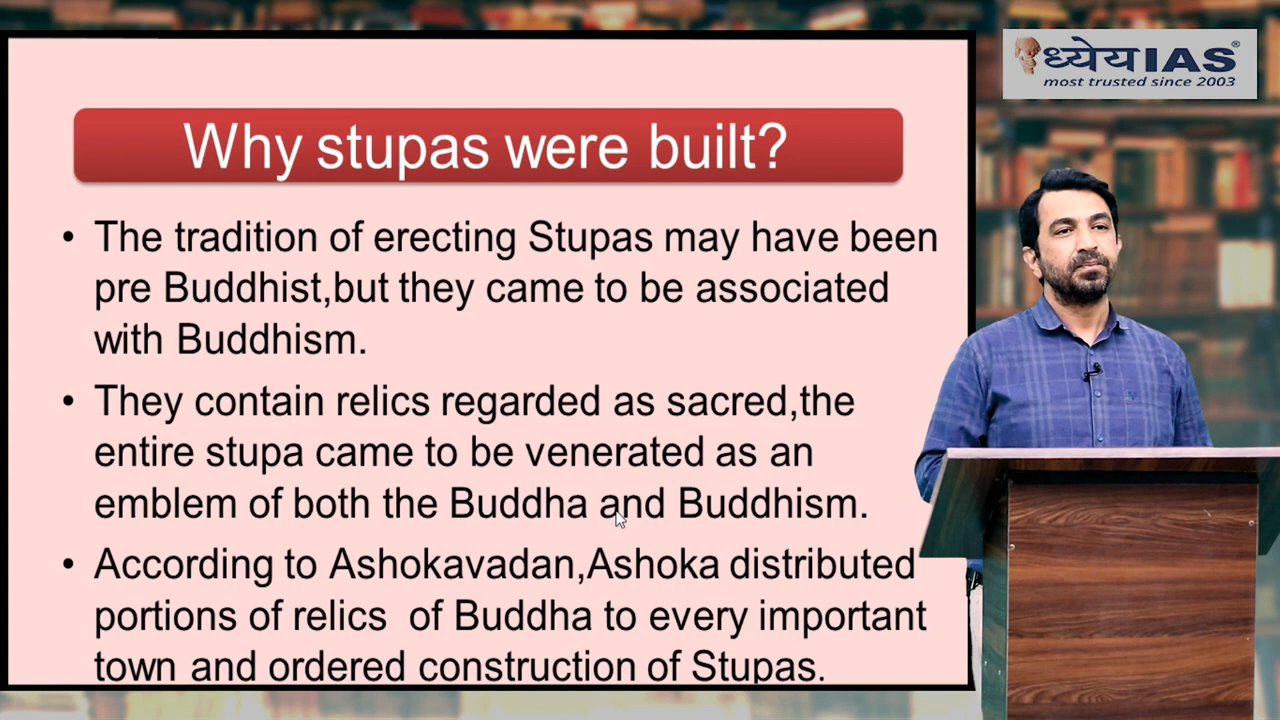 ध्येय IAS®
most trusted since 2003
Why stupas were built?
• The tradition of erecting Stupas may have been
pre Buddhist,but they came to be associated
with Buddhism.
• They contain relics regarded as sacred,the
entire stupa came to be venerated as an
emblem of both the Buddha and Buddhism.
• According to Ashokavadan,Ashoka distributed
portions of relics of Buddha to every important
town and ordered construction of Stupas.